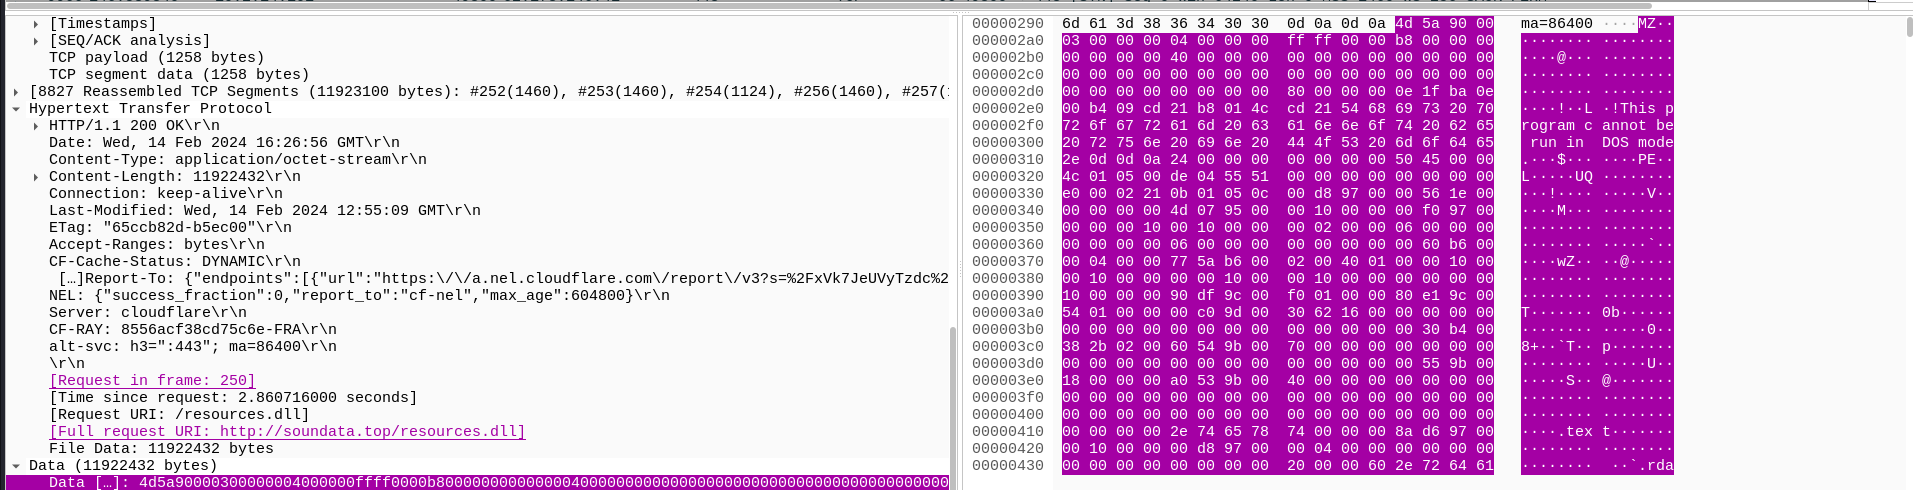 [Timestamps]
[SEQ/ACK analysis]
TCP payload (1258 bytes)
TCP segment data (1258 bytes)
[8827 Reassembled TCP Segments (11923100 bytes): #252(1460), #253(1460), #254(1124), #256(1460), #257(
Hypertext Transfer Protocol
HTTP/1.1 200 OK\r\n
Date: Wed, 14 Feb 2024 16:26:56 GMT\r\n
Content-Type: application/octet-stream\r\n
Content-Length: 11922432\r\n
Connection: keep-alive\r\n
Last-Modified: Wed, 14 Feb 2024 12:55:09 GMT\r\n
ETag: "65ccb82d-b5ec00"\r\n
Accept-Ranges: bytes\r\n
CF-Cache-Status: DYNAMIC\r\n
[…]Report-To: {"endpoints":[{"url":"https:\/\/a.nel.cloudflare.com\/report\/v3?s=%2FxVk7JeUVyTzdc%2
NEL: {"success_fraction":0,"report_to":"cf-nel","max_age":604800}\r\n
Server: cloudflare\r\n
CF-RAY: 8556acf38cd75c6e-FRA\r\n
alt-svc: h3=":443"; ma=86400\r\n
\r\n
[Request in frame: 250]
[Time since request: 2.860716000 seconds]
[Request URI: /resources.dll]
[Full request URI: http://soundata.top/resources.dll]
File Data: 11922432 bytes
Data (11922432 bytes)
Data […]: 4d5a90000300000004000000ffff0000b800000000000000400000000000000000000000000000000000000000
00000290 6d 61 3d 38 36 34 30 30 0d 0a 0d 0a 4d 5a 90 00 ma=86400 ····MZ··
000002a0 03 00 00 00 04 00 00 00 ff ff 00 00 b8 00 00 00 ········ ········
000002b0 00 00 00 00 40 00 00 00 00 00 00 00 00 00 00 00 ····@··· ········
000002c0 00 00 00 00 00 00 00 00 00 00 00 00 00 00 00 00 ········ ········
000002d0 00 00 00 00 00 00 00 00 80 00 00 00 0e 1f ba 0e ········ ········
000002e0 00 b4 09 cd 21 b8 01 4c cd 21 54 68 69 73 20 70 ····!··L ·!This p
000002f0 72 6f 67 72 61 6d 20 63 61 6e 6e 6f 74 20 62 65 rogram c annot be
00000300 20 72 75 6e 20 69 6e 20 44 4f 53 20 6d 6f 64 65 run in DOS mode
00000310 2e 0d 0d 0a 24 00 00 00 00 00 00 00 50 45 00 00 .···$··· ····PE··
00000320 4c 01 05 00 de 04 55 51 00 00 00 00 00 00 00 00 L·····UQ ········
00000330 e0 00 02 21 0b 01 05 0c 00 d8 97 00 00 56 1e 00 ···!···· ·····V··
00000340 00 00 00 00 4d 07 95 00 00 10 00 00 00 f0 97 00 ····M··· ········
00000350 00 00 00 10 00 10 00 00 00 02 00 00 06 00 00 00 ········ ········
00000360 00 00 00 00 06 00 00 00 00 00 00 00 00 60 b6 00 ········ ·····`··
00000370 00 04 00 00 77 5a b6 00 02 00 40 01 00 00 10 00 ····wZ·· ··@·····
00000380 00 10 00 00 00 00 10 00 00 10 00 00 00 00 00 00 ········ ········
00000390 10 00 00 00 90 df 9c 00 f0 01 00 00 80 e1 9c 00 ········ ········
000003a0 54 01 00 00 00 c0 9d 00 30 62 16 00 00 00 00 00 T······· 0b······
000003b0 00 00 00 00 00 00 00 00 00 00 00 00 00 30 b4 00 ········ ·····0··
000003c0 38 2b 02 00 60 54 9b 00 70 00 00 00 00 00 00 00 8+··`T·· p·······
000003d0 00 00 00 00 00 00 00 00 00 00 00 00 00 55 9b 00 ········ ·····U··
000003e0 18 00 00 00 a0 53 9b 00 40 00 00 00 00 00 00 00 ·····S·· @·······
000003f0 00 00 00 00 00 00 00 00 00 00 00 00 00 00 00 00 ········ ········
00000400 00 00 00 00 00 00 00 00 00 00 00 00 00 00 00 00 ········ ········
00000410 00 00 00 00 2e 74 65 78 74 00 00 00 8a d6 97 00 ····.tex t·······
00000420 00 10 00 00 00 d8 97 00 00 04 00 00 00 00 00 00 ········ ········
00000430 00 00 00 00 00 00 00 00 20 00 00 60 2e 72 64 61 ········ ···`.rda